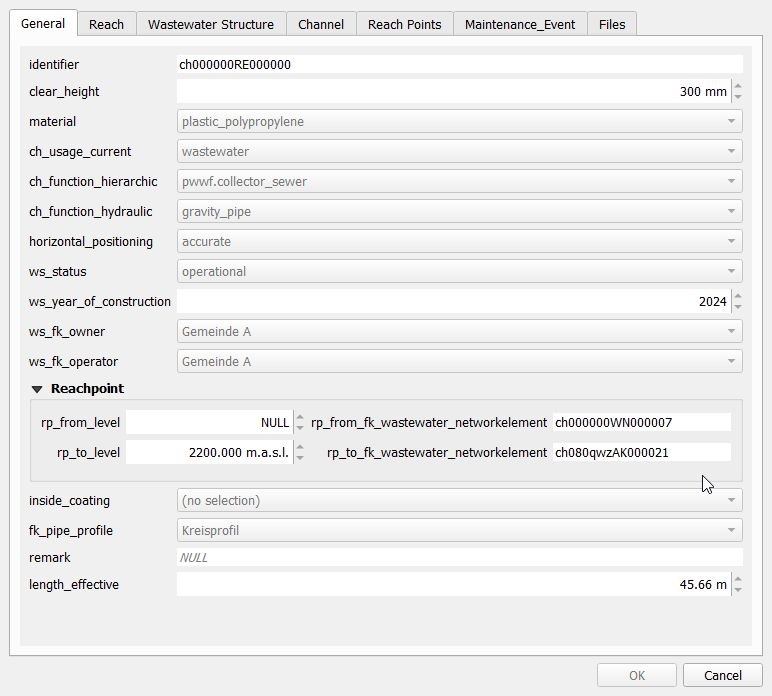 General Reach Wastewater Structure Channel Reach Points Maintenance_Event Files
identifier ch000000RE000000
clear_height 300 mm
material plastic_polypropylene
ch_usage_current wastewater
ch_function_hierarchic pwwf.collector_sewer
ch_function_hydraulic gravity_pipe
horizontal_positioning accurate
ws_status operational
ws_year_of_construction 2024
ws_fk_owner Gemeinde A
ws_fk_operator Gemeinde A
Reachpoint
rp_from_level NULL rp_from_fk_wastewater_networkelement ch000000WN000007
rp_to_level 2200.000 m.a.s.l. rp_to_fk_wastewater_networkelement ch080qwzAK000021
inside_coating (no selection)
fk_pipe_profile Kreisprofil
remark NULL
length_effective 45.66 m
OK Cancel